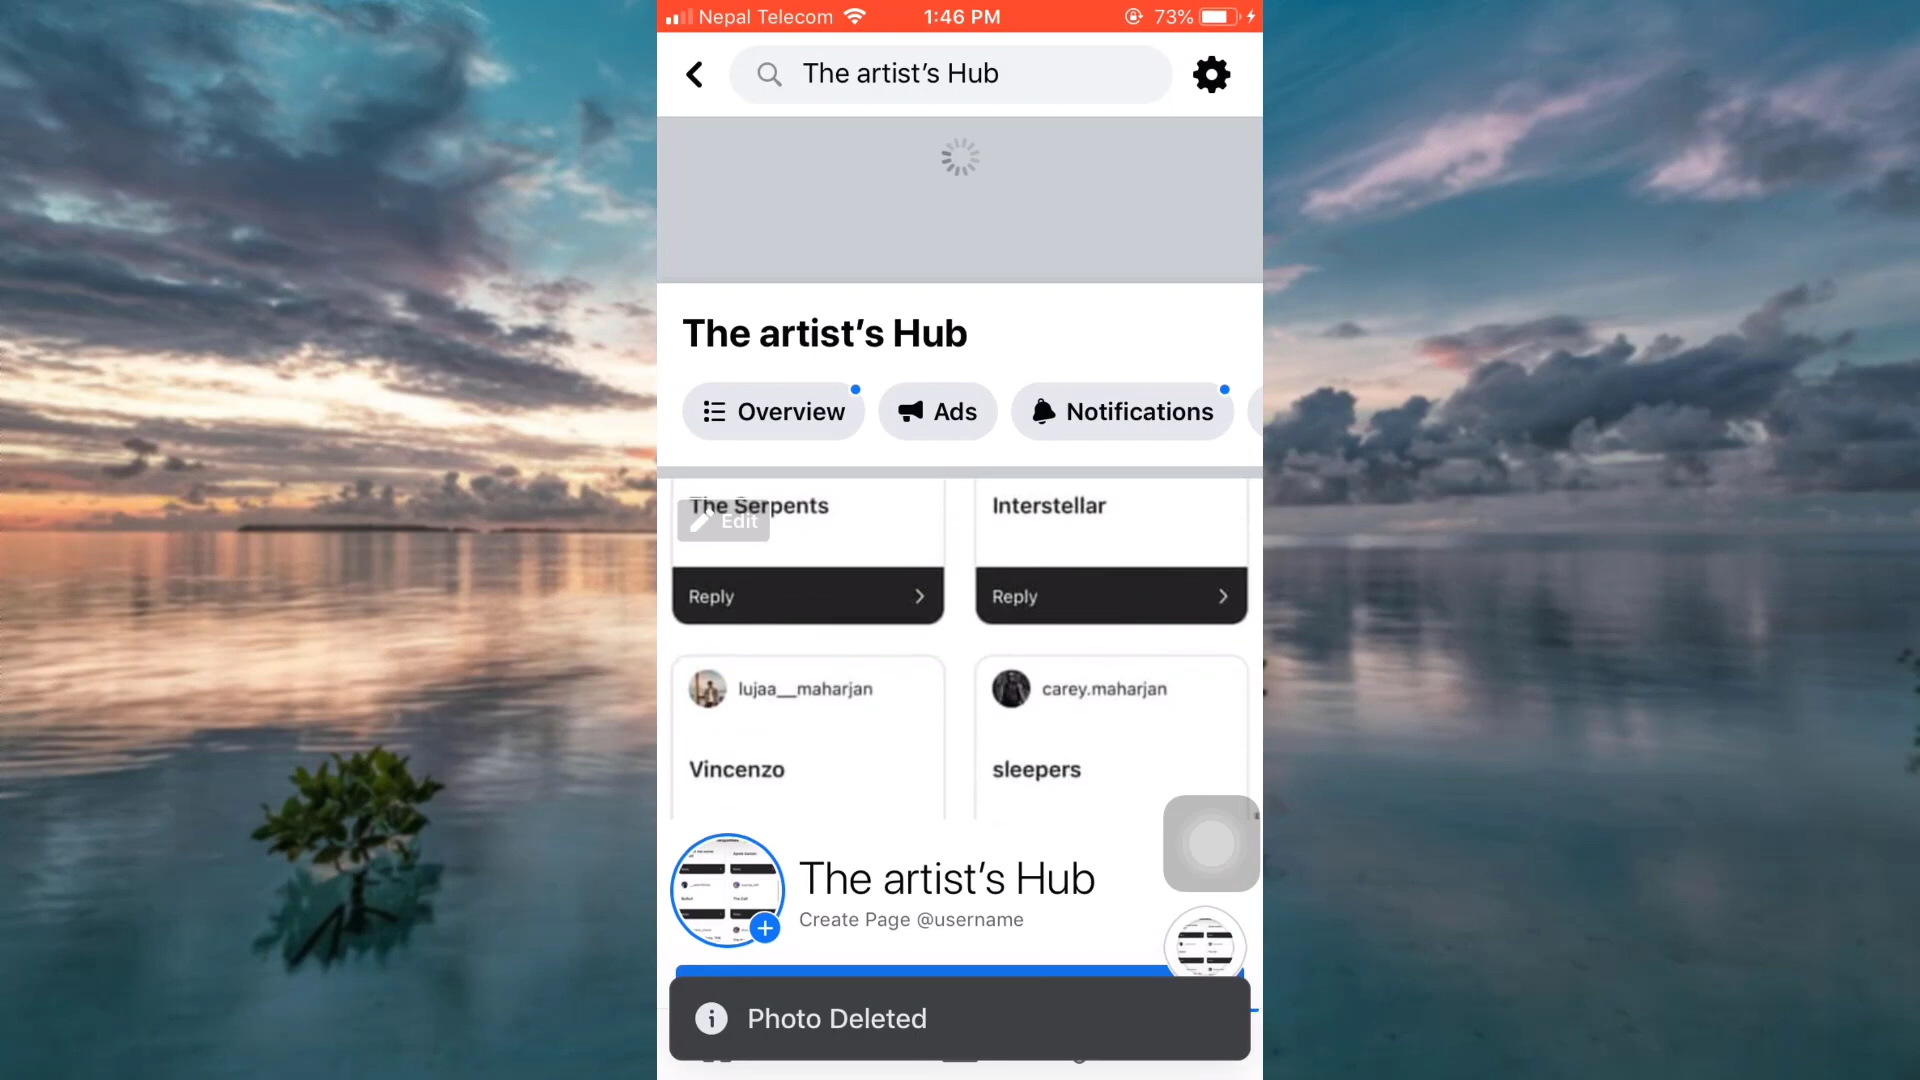 Nepal Telecom 1:46 PM 73%
The artist's Hub
The artist's Hub
Overview Ads Notifications
The Serpents Interstellar
Edit
Reply Reply
lujaa__maharjan carey.maharjan
Vincenzo sleepers
The artist's Hub
Create Page @username
Photo Deleted